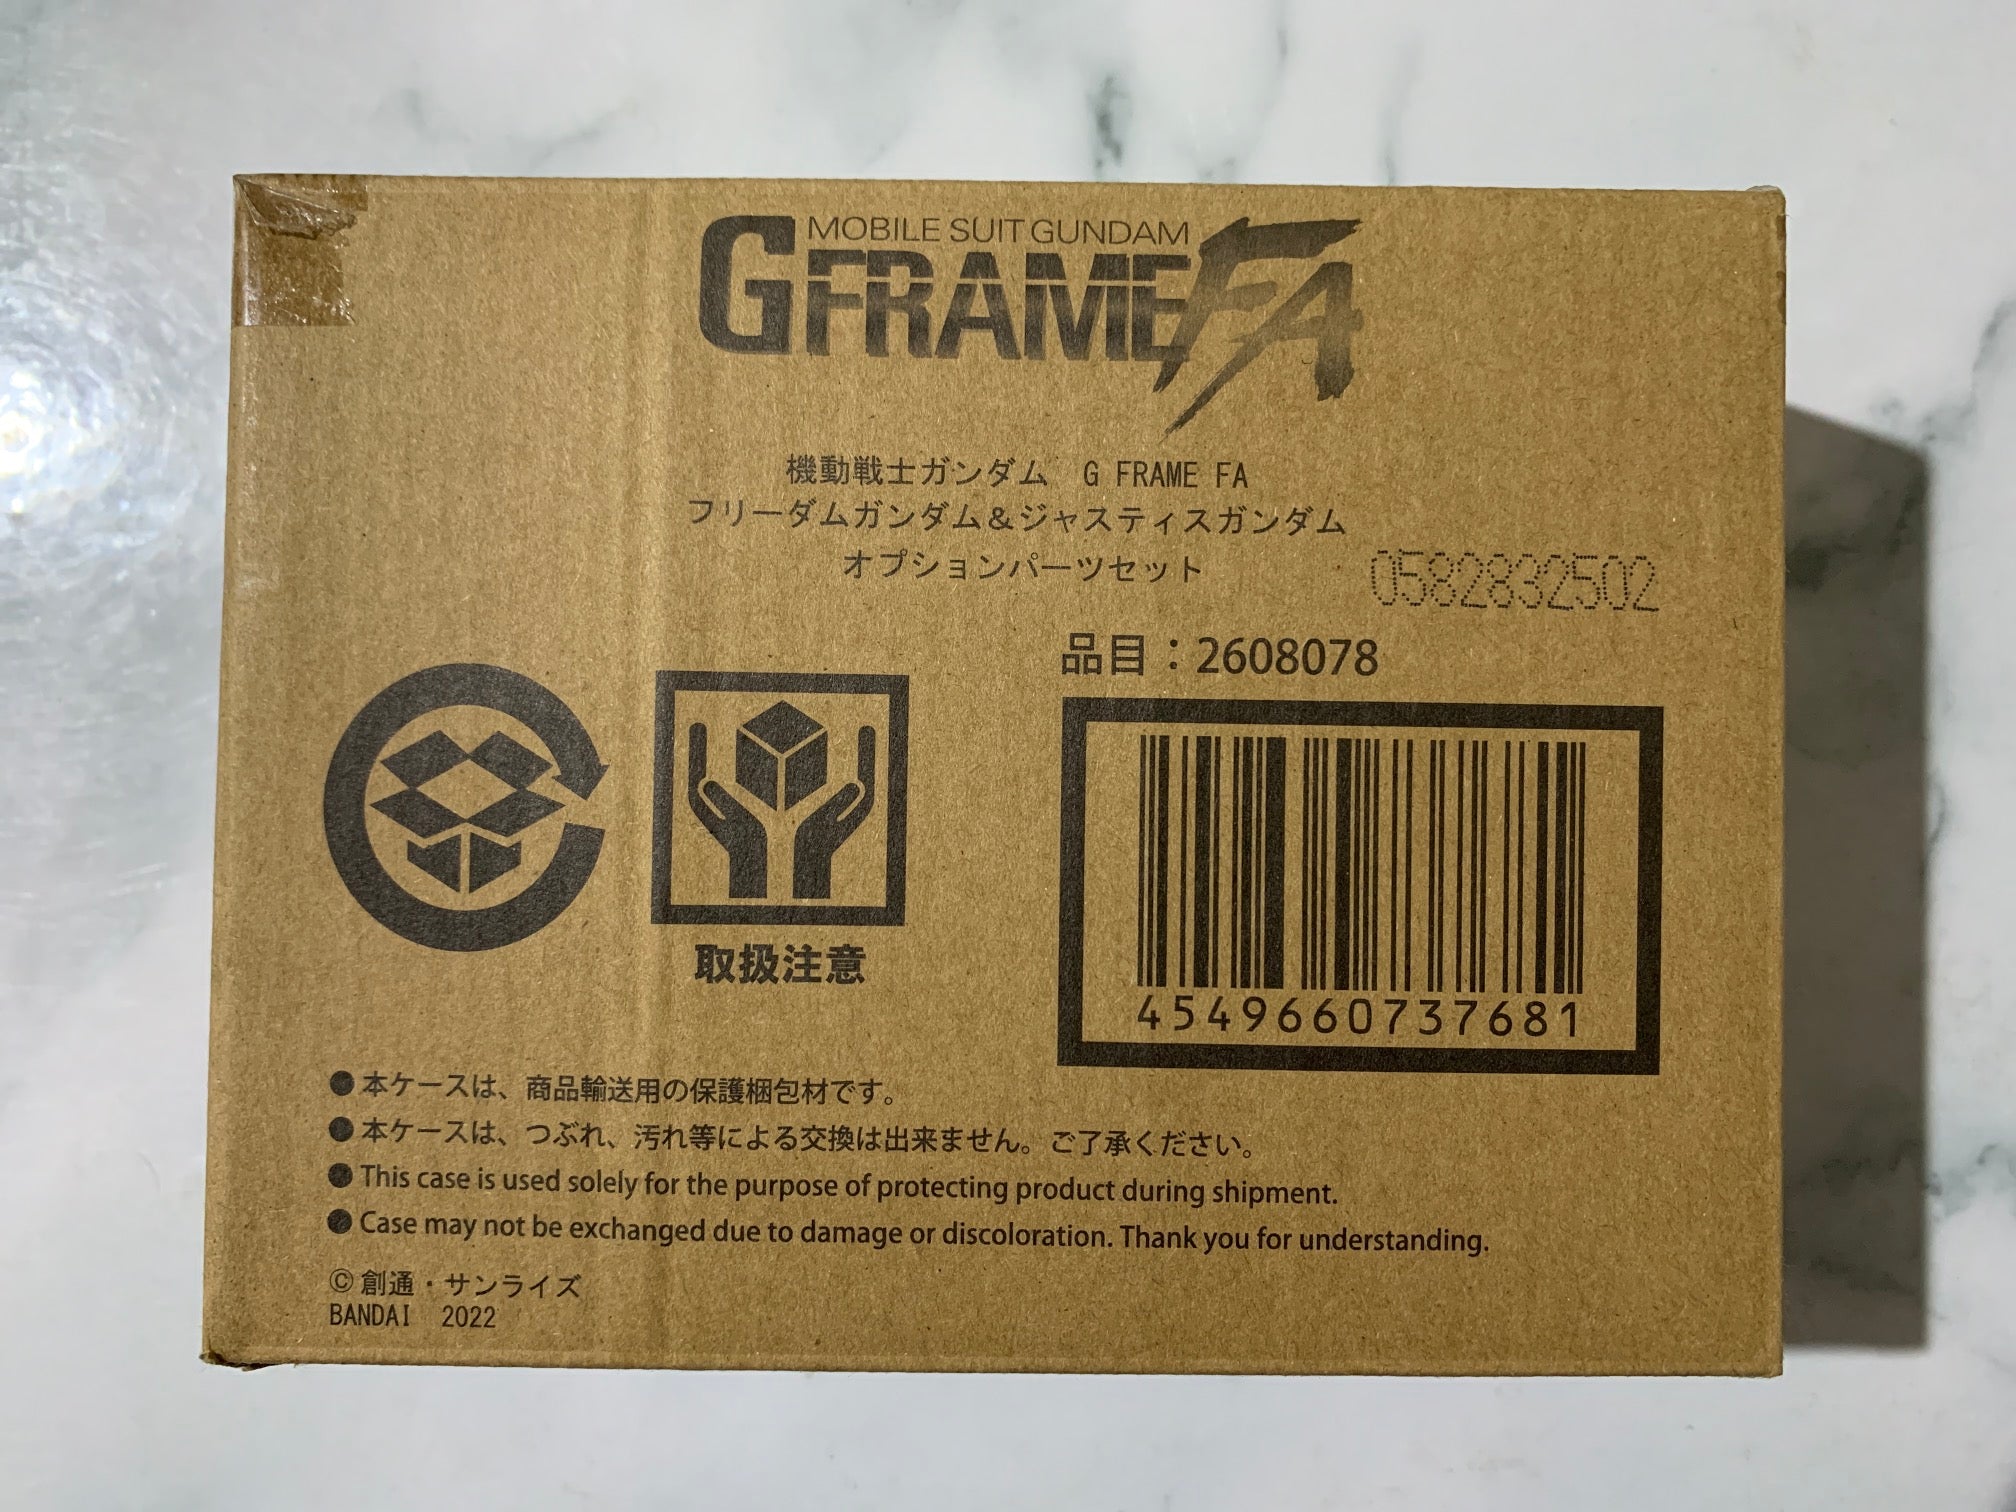 MOBILE SUIT GUNDAM
G FRAME FA
機動戦士ガンダム　G FRAME FA
フリーダムガンダム＆ジャスティスガンダム
オプションパーツセット
0582832502
品目：2608078
4549660737681
取扱注意
●本ケースは、商品輸送用の保護梱包材です。
●本ケースは、つぶれ、汚れ等による交換は出来ません。ご了承ください。
●This case is used solely for the purpose of protecting product during shipment.
●Case may not be exchanged due to damage or discoloration. Thank you for understanding.
©創通・サンライズ
BANDAI　2022